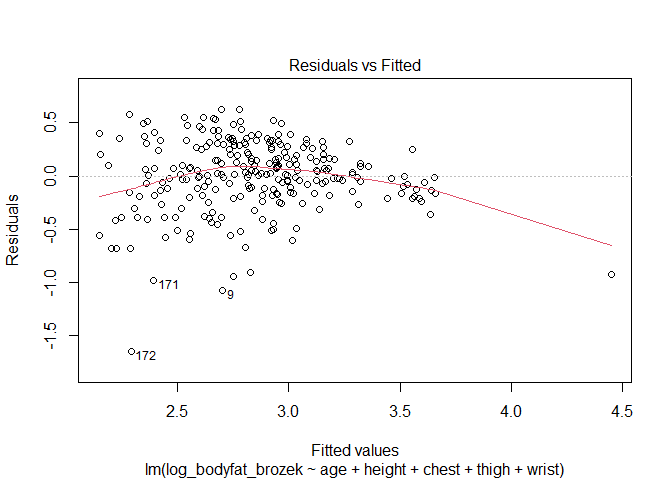 Residuals vs Fitted
Residuals
0.5
0.0
-0.5
-1.0
-1.5
171
9
172
2.5 3.0 3.5 4.0 4.5
Fitted values
lm(log_bodyfat_brozek ~ age + height + chest + thigh + wrist)